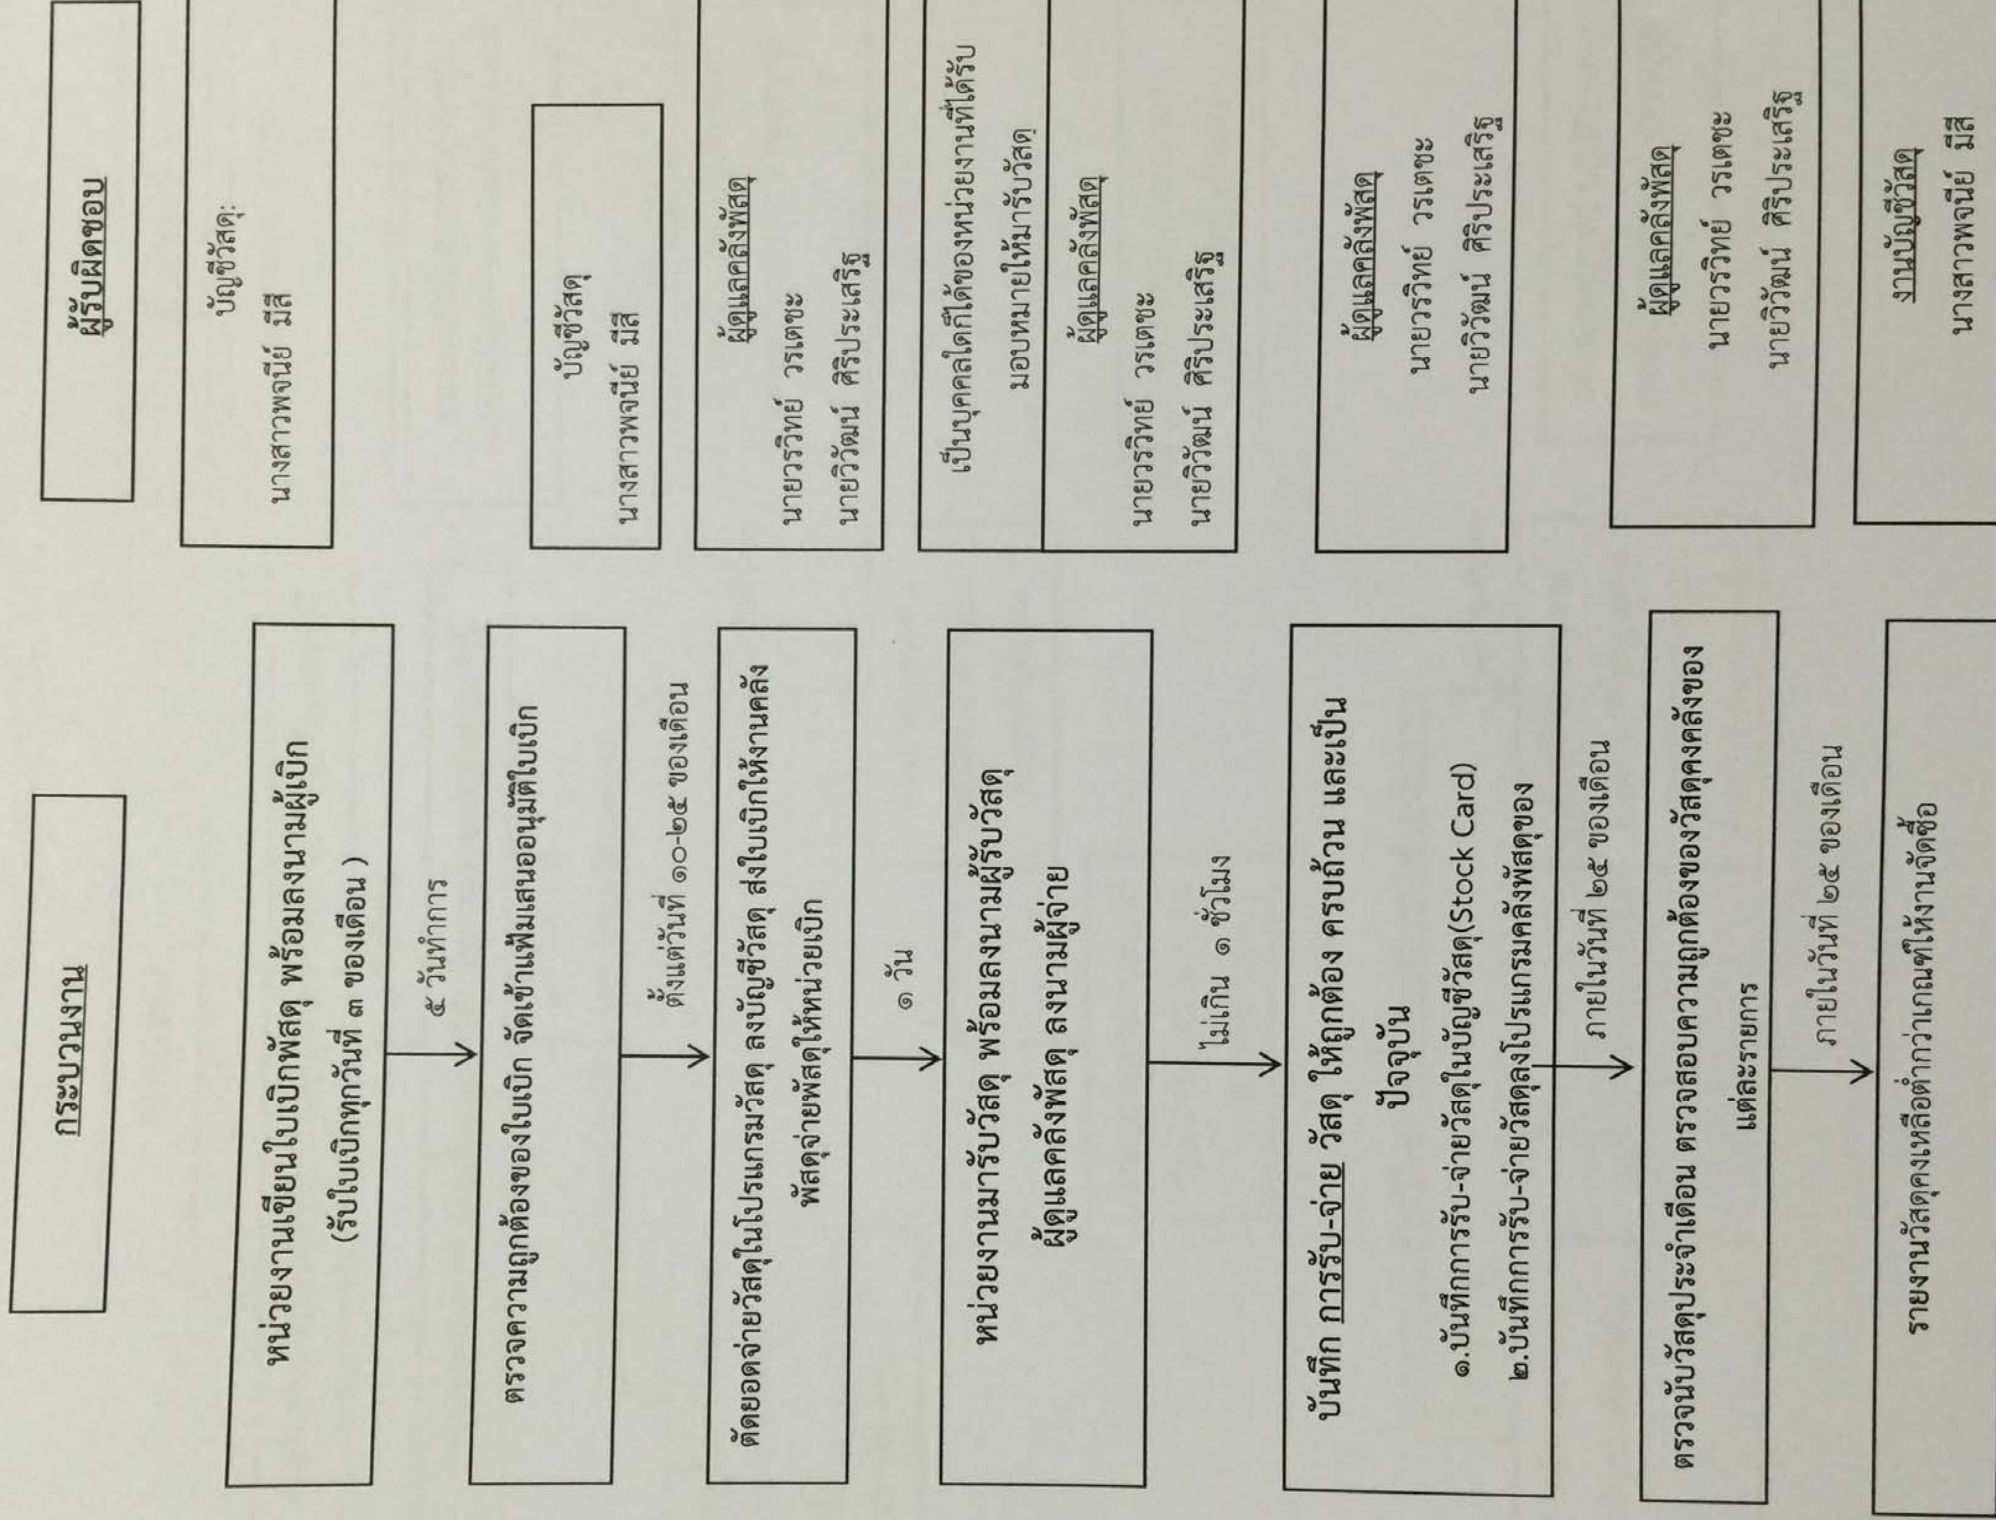 กระบวนงาน
ผู้รับผิดชอบ
หน่วยงานเขียนใบเบิกพัสดุ พร้อมลงนามผู้เบิก
(รับใบเบิกทุกวันที่ ๓ ของเดือน )
บัญชีวัสดุ:
นางสาวพจนีย์ มีสี
๕ วันทำการ
ตรวจความถูกต้องของใบเบิก จัดเข้าแฟ้มเสนออนุมัติใบเบิก
บัญชีวัสดุ
นางสาวพจนีย์ มีสี
ตั้งแต่วันที่ ๑๐-๒๕ ของเดือน
ตัดยอดจ่ายวัสดุในโปรแกรมวัสดุ ลงบัญชีวัสดุ ส่งใบเบิกให้งานคลัง
พัสดุจ่ายพัสดุให้หน่วยเบิก
ผู้ดูแลคลังพัสดุ
นายวรวิทย์ วรเตชะ
นายวิวัฒน์ ศิริประเสริฐ
๑ วัน
หน่วยงานมารับวัสดุ พร้อมลงนามผู้รับวัสดุ
ผู้ดูแลคลังพัสดุ ลงนามผู้จ่าย
เป็นบุคคลใดก็ได้ของหน่วยงานที่ได้รับ
มอบหมายให้มารับวัสดุ
ผู้ดูแลคลังพัสดุ
นายวรวิทย์ วรเตชะ
นายวิวัฒน์ ศิริประเสริฐ
ไม่เกิน ๑ ชั่วโมง
บันทึก การรับ-จ่าย วัสดุ ให้ถูกต้อง ครบถ้วน และเป็น
ปัจจุบัน
๑.บันทึกการรับ-จ่ายวัสดุในบัญชีวัสดุ(Stock Card)
๒.บันทึกการรับ-จ่ายวัสดุลงโปรแกรมคลังพัสดุของ
ผู้ดูแลคลังพัสดุ
นายวรวิทย์ วรเตชะ
นายวิวัฒน์ ศิริประเสริฐ
ภายในวันที่ ๒๕ ของเดือน
ตรวจนับวัสดุประจำเดือน ตรวจสอบความถูกต้องของวัสดุคงคลังของ
แต่ละรายการ
ผู้ดูแลคลังพัสดุ
นายวรวิทย์ วรเตชะ
นายวิวัฒน์ ศิริประเสริฐ
ภายในวันที่ ๒๕ ของเดือน
รายงานวัสดุคงเหลือต่ำกว่าเกณฑ์ให้งานจัดซื้อ
งานบัญชีวัสดุ
นางสาวพจนีย์ มีสี